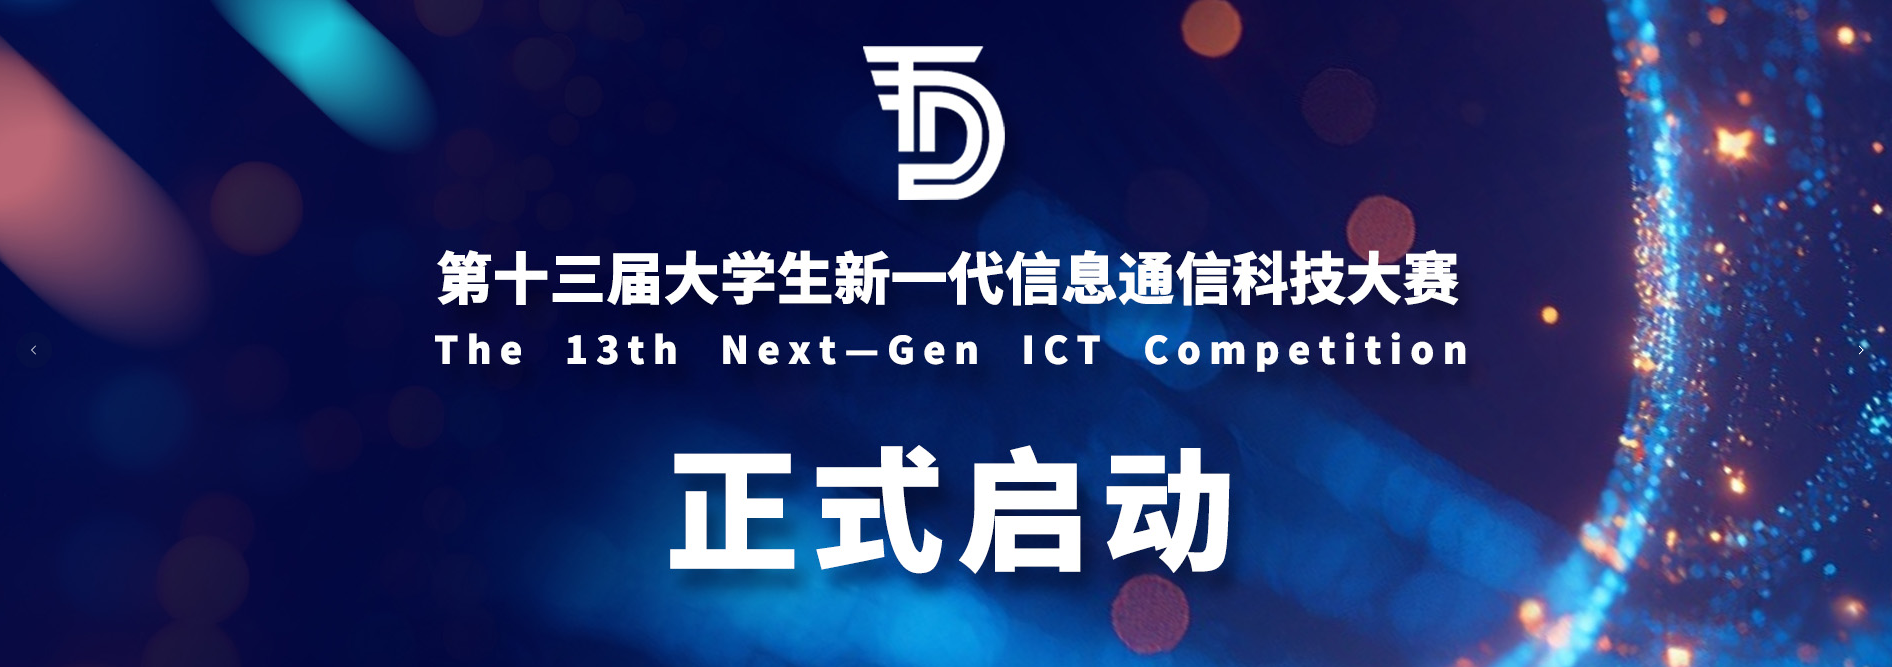 第十三届大学生新一代信息通信科技大赛
The 13th Next—Gen ICT Competition
正式启动